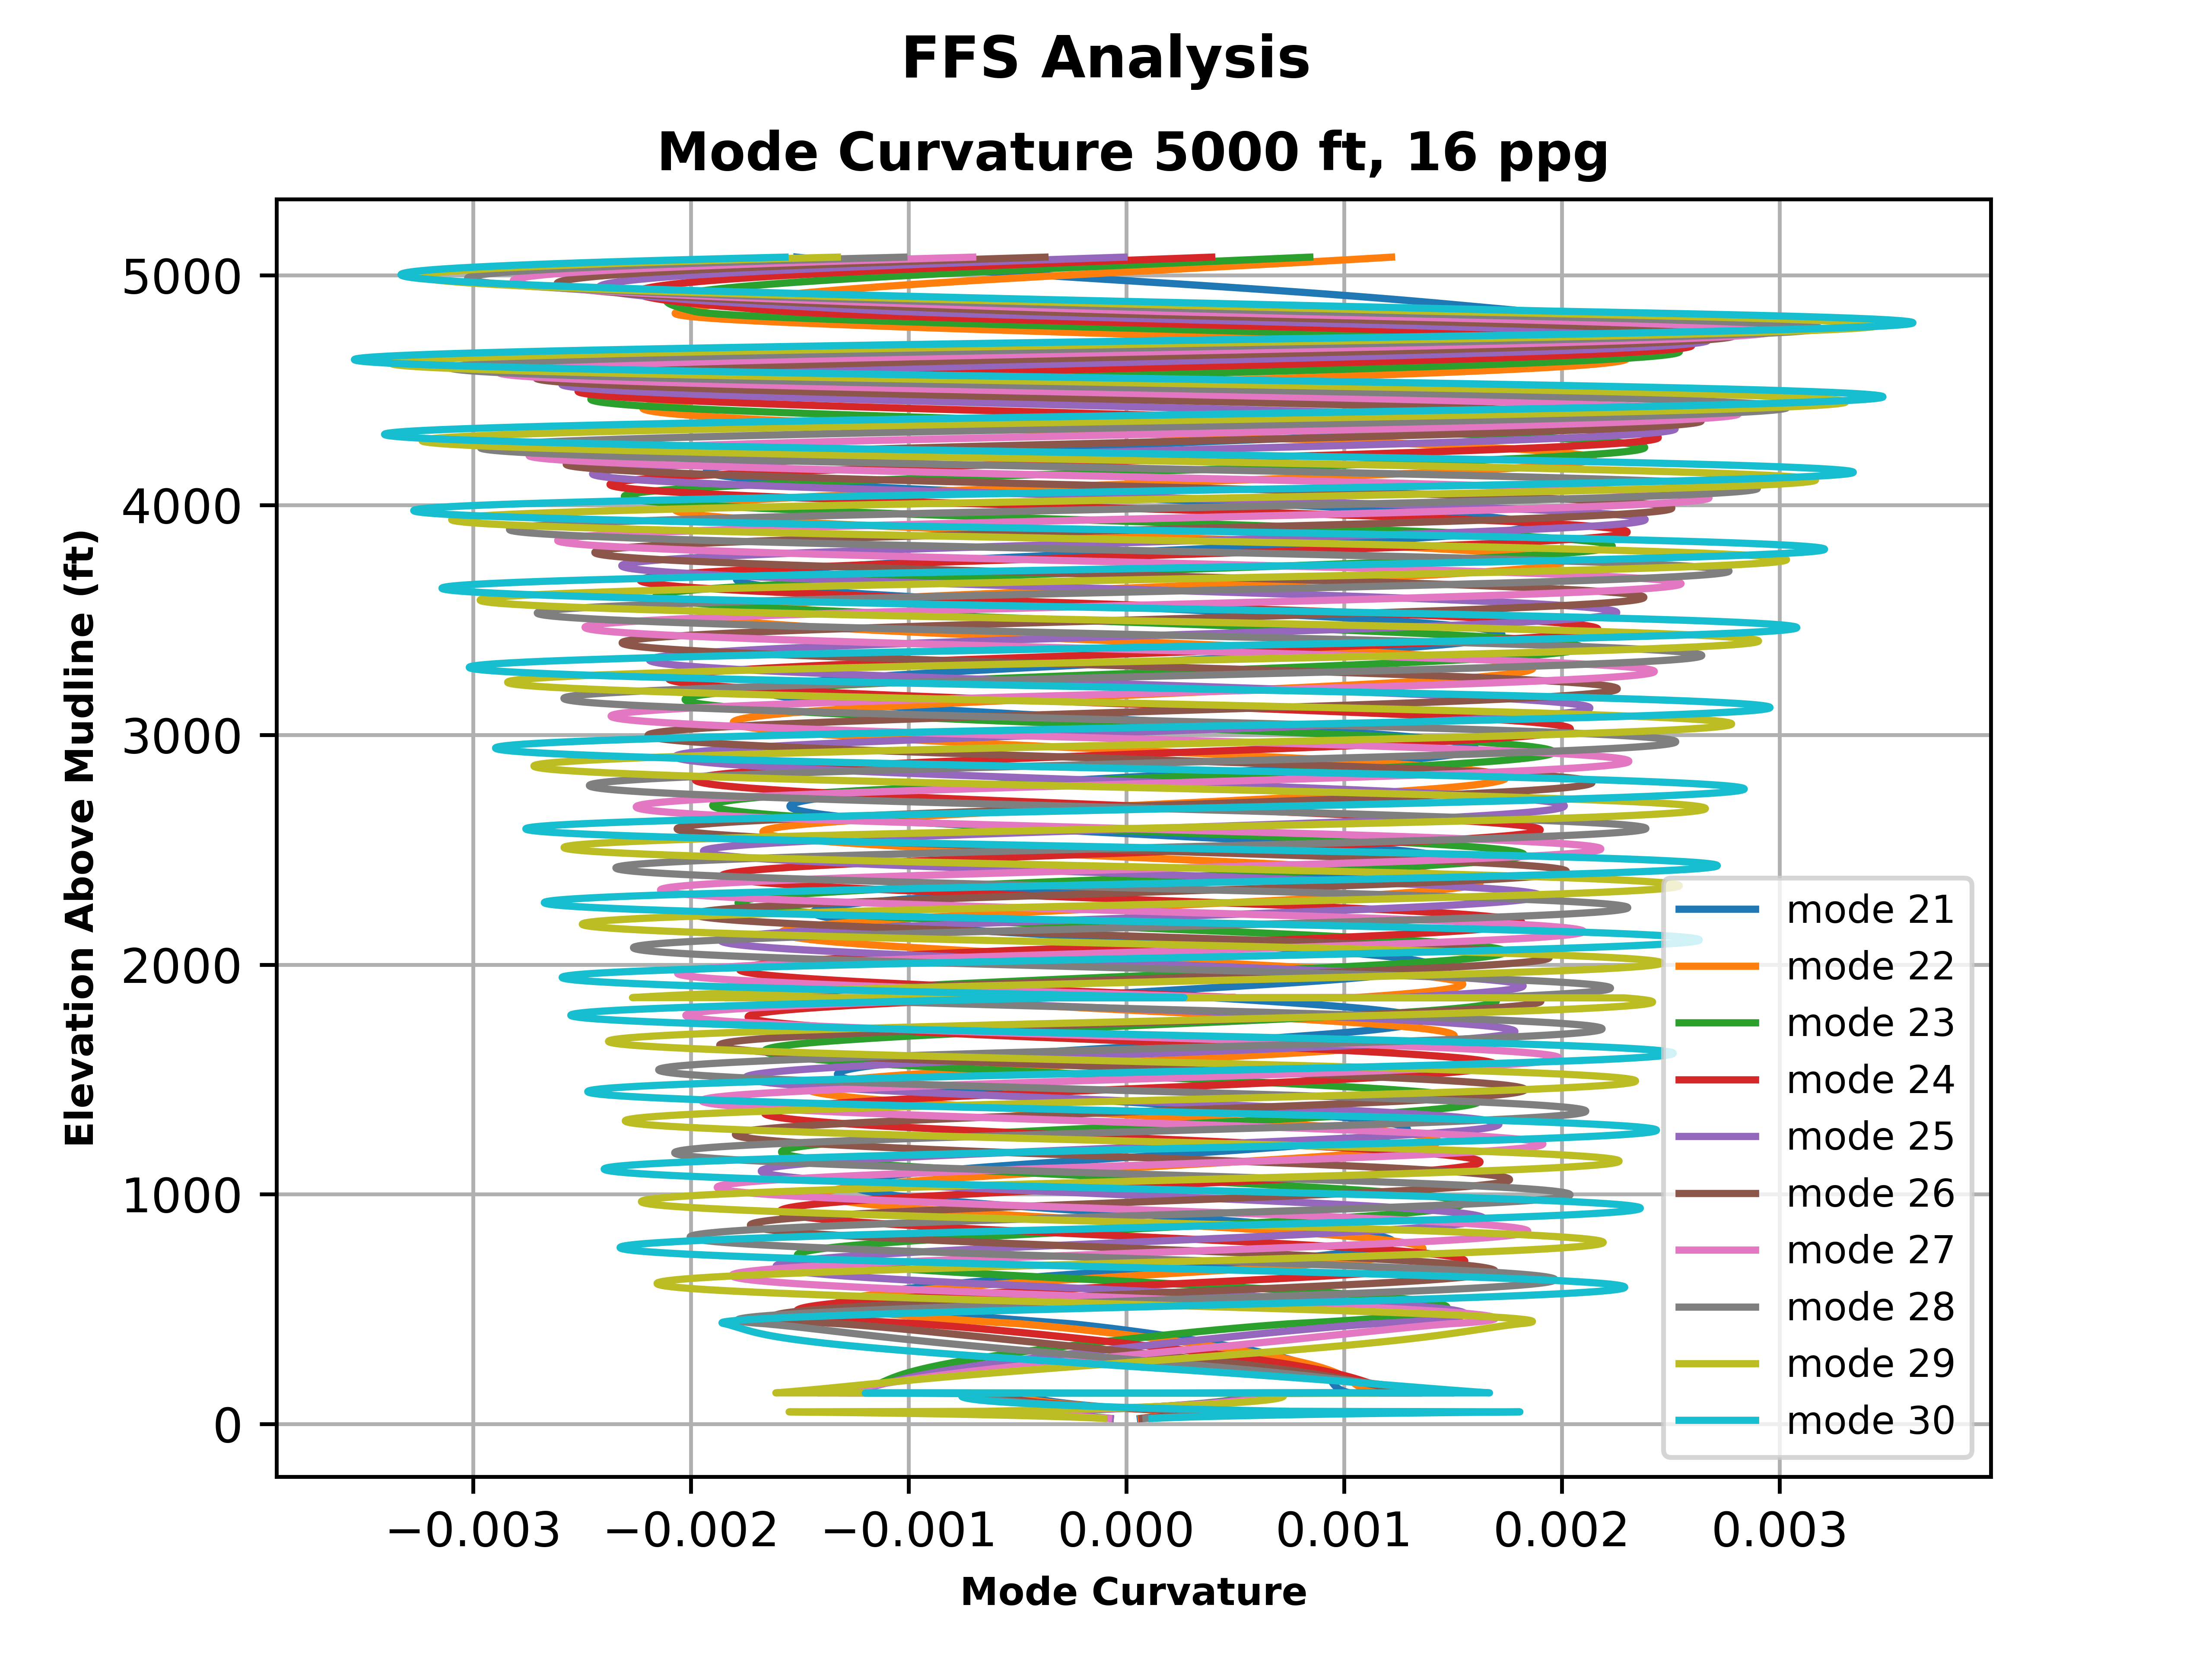 FFS Analysis
Mode Curvature 5000 ft, 16 ppg
Elevation Above Mudline (ft)
5000
4000
3000
2000
1000
0
−0.003 −0.002 −0.001 0.000 0.001 0.002 0.003
Mode Curvature
mode 21
mode 22
mode 23
mode 24
mode 25
mode 26
mode 27
mode 28
mode 29
mode 30